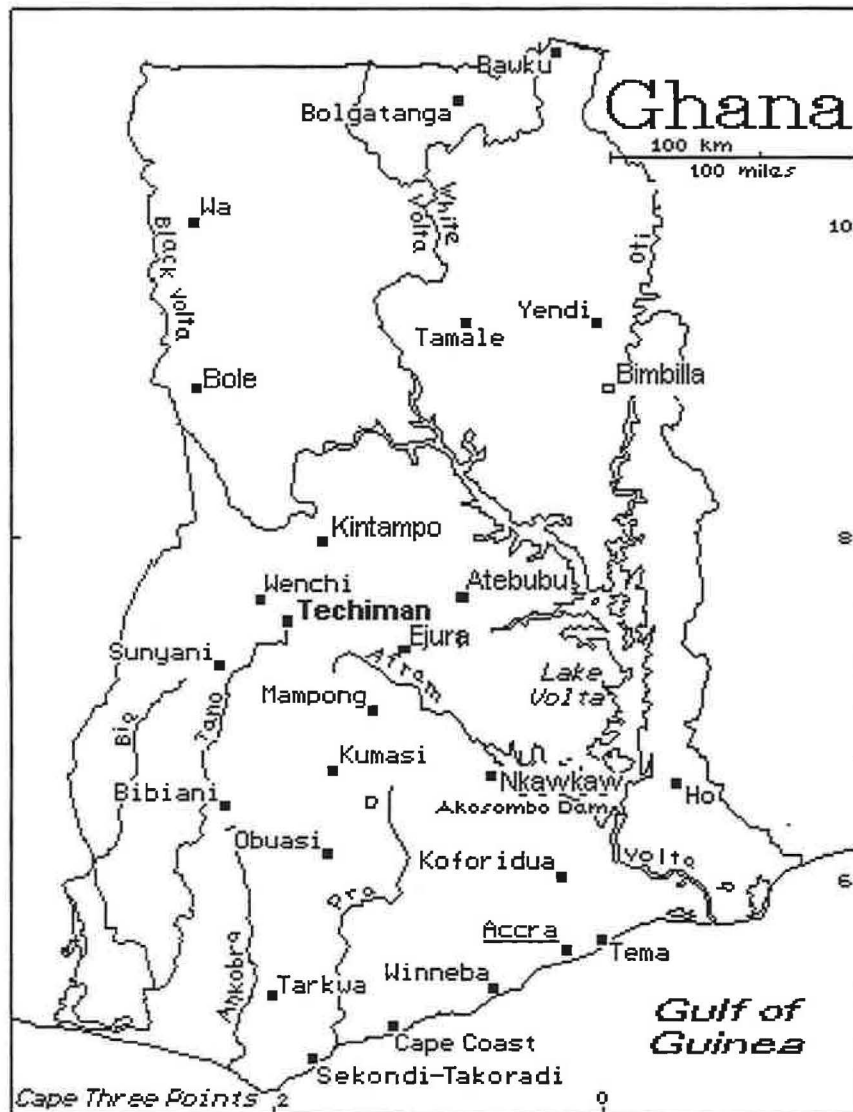 Bawku
Ghana
Bolgatanga
100 km
100 miles
Wa
White
Volta
Black Volta
10
Oti
Yendi
Tamale
Bole
Bimbilla
Kintampo
8
Wenchi
Atebubu
Techiman
Ejura
Sunyani
Afram
Lake
Volta
Mampong
Bia
Tano
Kumasi
Nkawkaw
Ho
Bibiani
Akosombo Dam
Obuasi
Volta
Koforidua
6
Pra
Accra
Tema
Ankobra
Winneba
Tarkwa
Gulf of
Guinea
Cape Coast
Sekondi-Takoradi
Cape Three Points
2
0